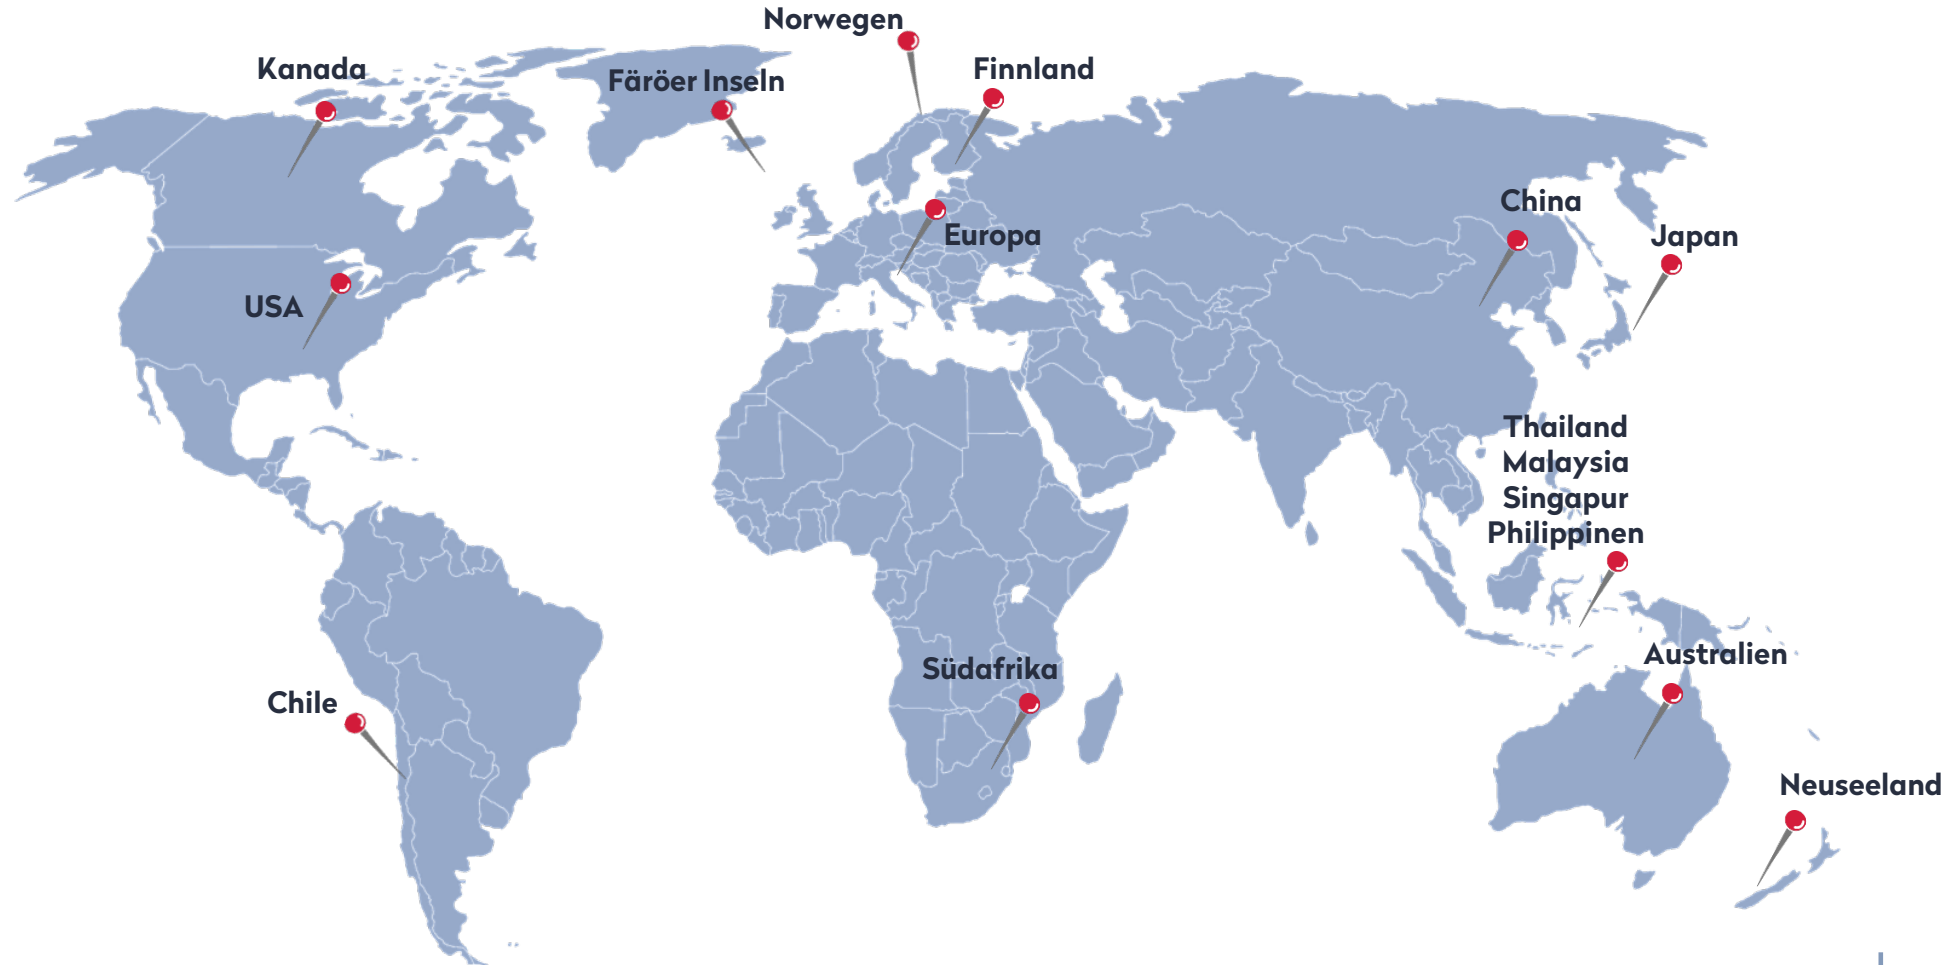 Norwegen
Kanada
Finnland
Färöer Inseln
China
Europa
Japan
USA
Thailand
Malaysia
Singapur
Philippinen
Australien
Südafrika
Chile
Neuseeland